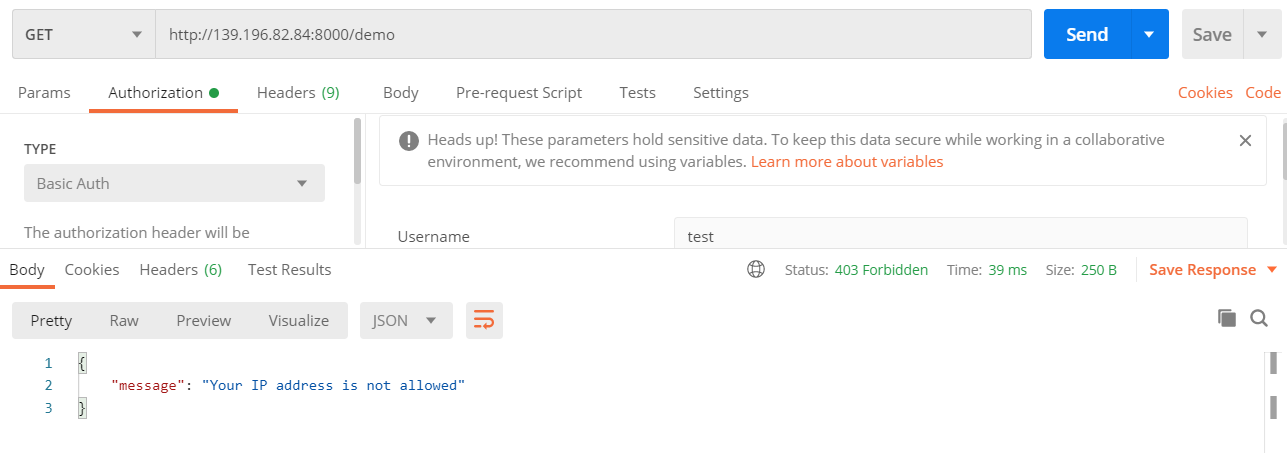 GET http://139.196.82.84:8000/demo Send Save
Params Authorization Headers (9) Body Pre-request Script Tests Settings Cookies Code
TYPE
Basic Auth
The authorization header will be
Heads up! These parameters hold sensitive data. To keep this data secure while working in a collaborative
environment, we recommend using variables. Learn more about variables
Username test
Body Cookies Headers (6) Test Results Status: 403 Forbidden Time: 39 ms Size: 250 B Save Response
Pretty Raw Preview Visualize JSON
1 {
2 "message": "Your IP address is not allowed"
3 }